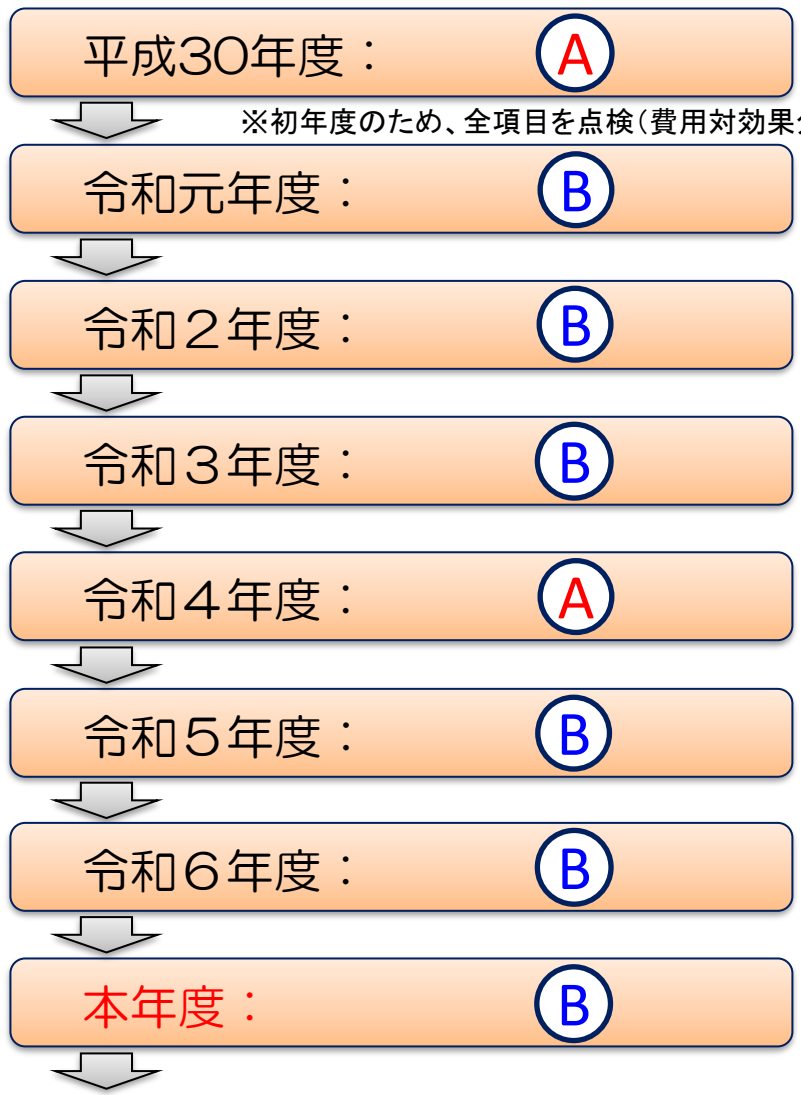 平成30年度： A
※初年度のため、全項目を点検（費用対効果
令和元年度： B
令和２年度： B
令和３年度： B
令和４年度： A
令和５年度： B
令和６年度： B
本年度： B